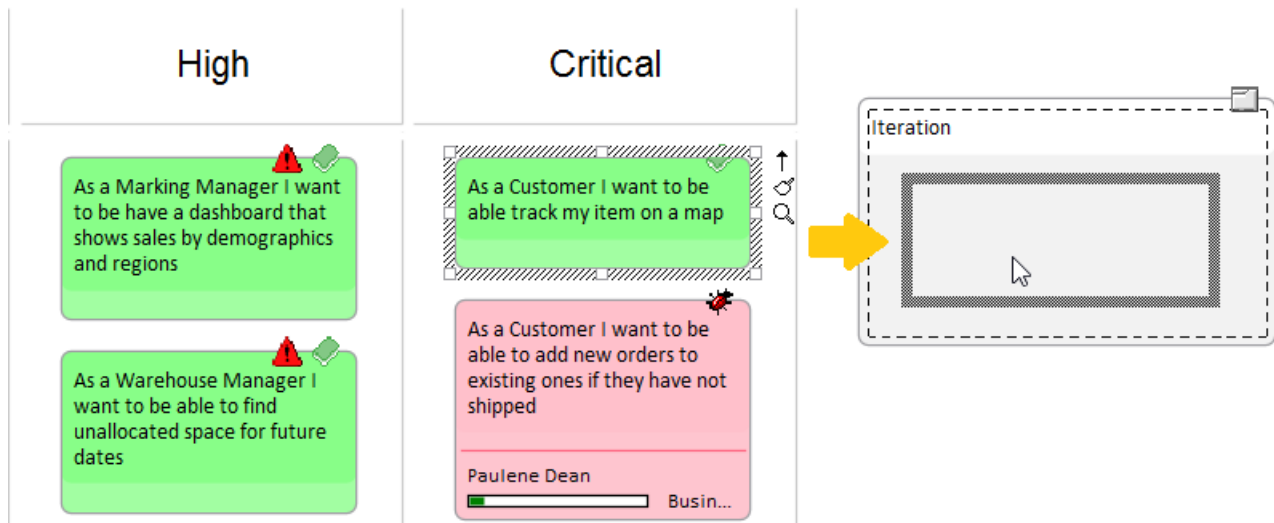 High
As a Marking Manager I want
to be have a dashboard that
shows sales by demographics
and regions
As a Warehouse Manager I
want to be able to find
unallocated space for future
dates
Critical
As a Customer I want to be
able track my item on a map
As a Customer I want to be
able to add new orders to
existing ones if they have not
shipped
Paulene Dean
Busin...
Iteration